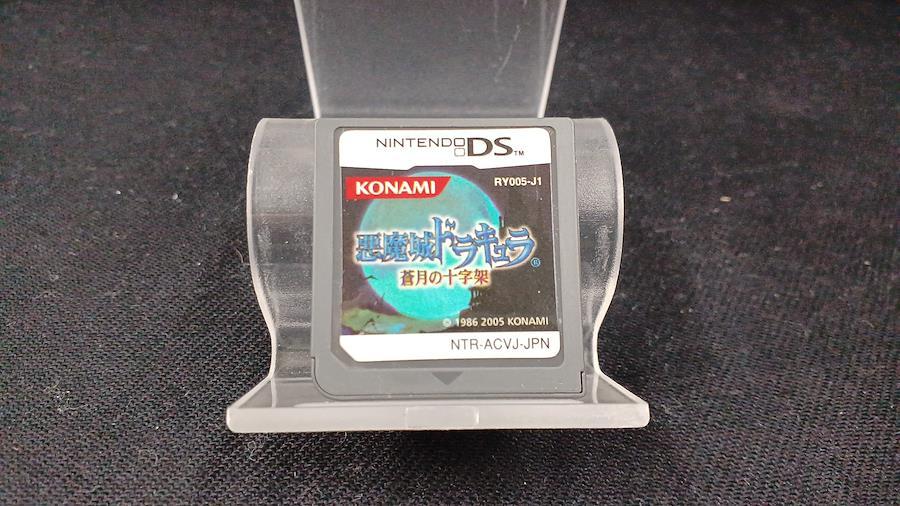 NINTENDO DS™
KONAMI
RY005-J1
悪魔城ドラキュラ®
蒼月の十字架
© 1986 2005 KONAMI
NTR-ACVJ-JPN